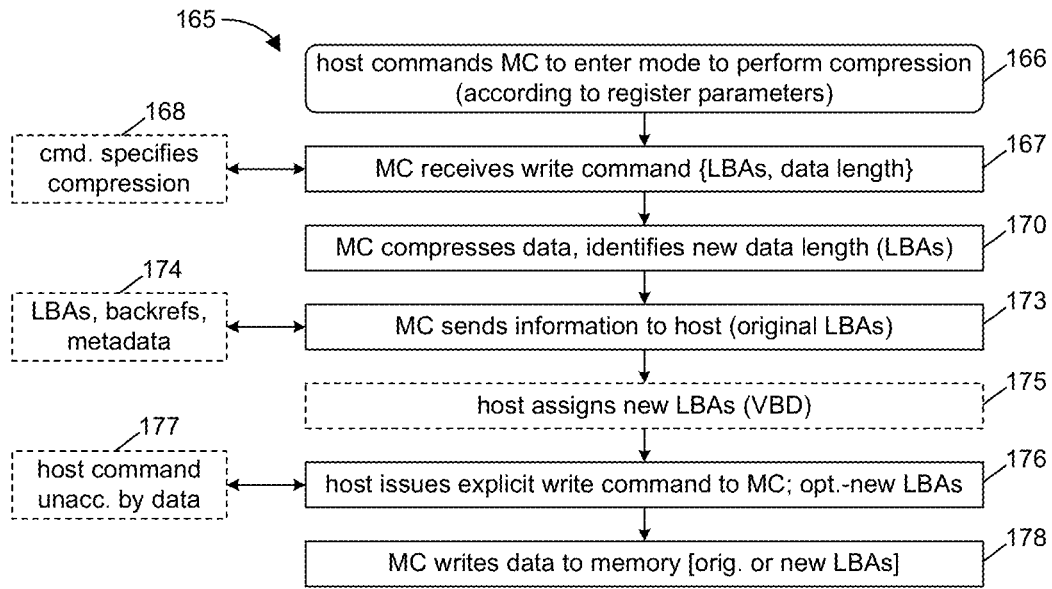 165
host commands MC to enter mode to perform compression
(according to register parameters)
166
168
cmd. specifies
compression
MC receives write command {LBAs, data length}
167
MC compresses data, identifies new data length (LBAs)
170
174
LBAs, backrefs,
metadata
MC sends information to host (original LBAs)
173
host assigns new LBAs (VBD)
175
177
host command
unacc. by data
host issues explicit write command to MC; opt.-new LBAs
176
MC writes data to memory [orig. or new LBAs]
178